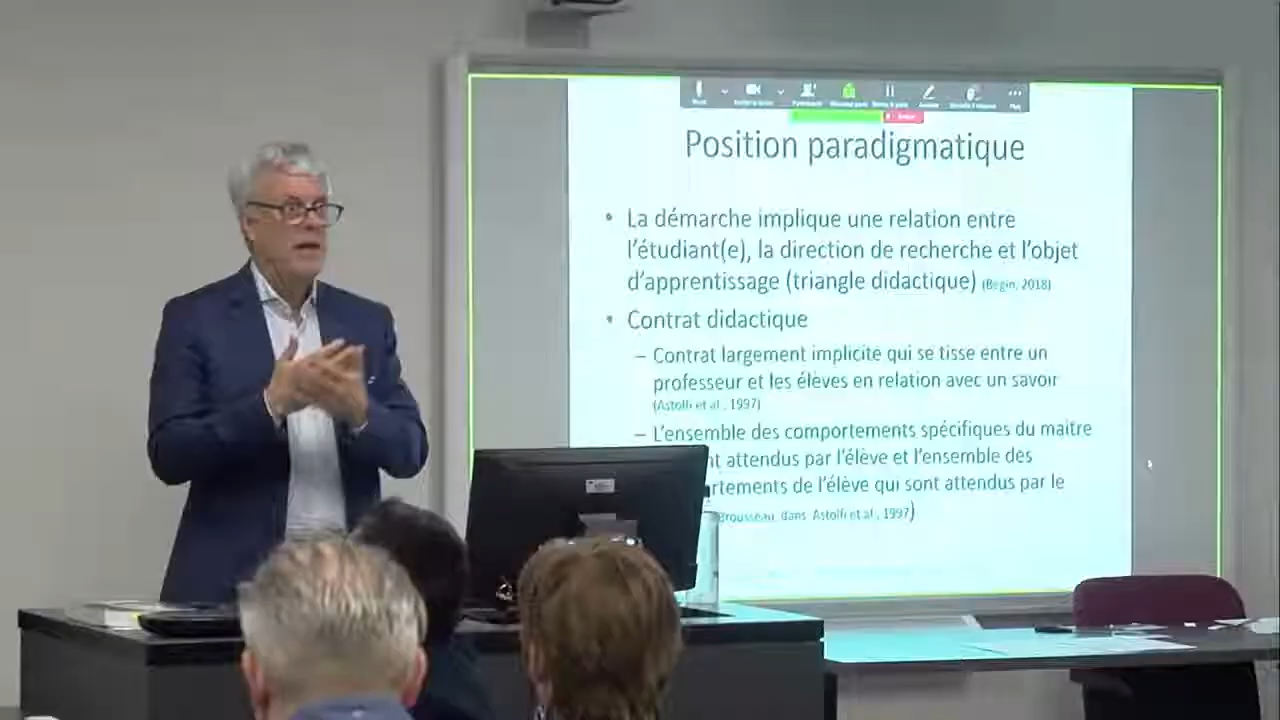 Position paradigmatique
• La démarche implique une relation entre
l'étudiant(e), la direction de recherche et l'objet
d'apprentissage (triangle didactique) (Bégin, 2018)
• Contrat didactique
– Contrat largement implicite qui se tisse entre un
professeur et les élèves en relation avec un savoir
(Astolfi et al., 1997)
– L'ensemble des comportements spécifiques du maître
nt attendus par l'élève et l'ensemble des
rtements de l'élève qui sont attendus par le
Brousseau, dans Astolfi et al., 1997)